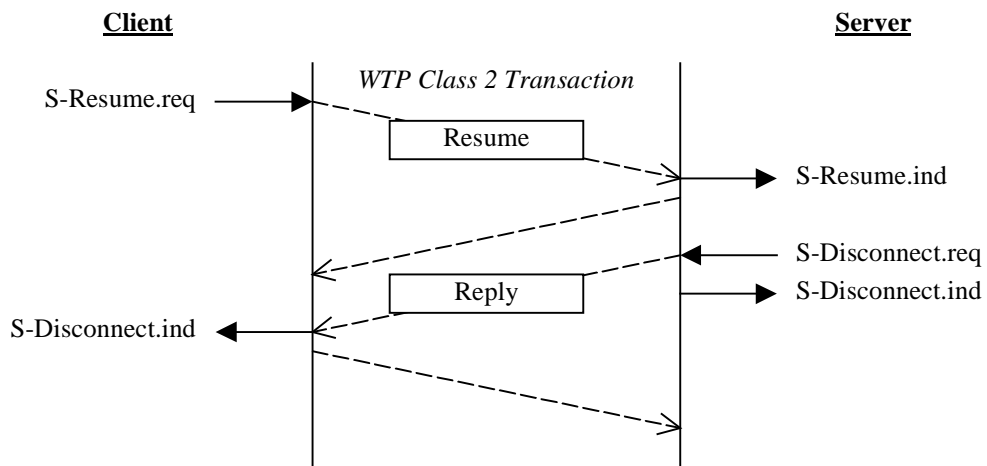 Client
Server
WTP Class 2 Transaction
S-Resume.req
Resume
S-Resume.ind
S-Disconnect.req
Reply
S-Disconnect.ind
S-Disconnect.ind